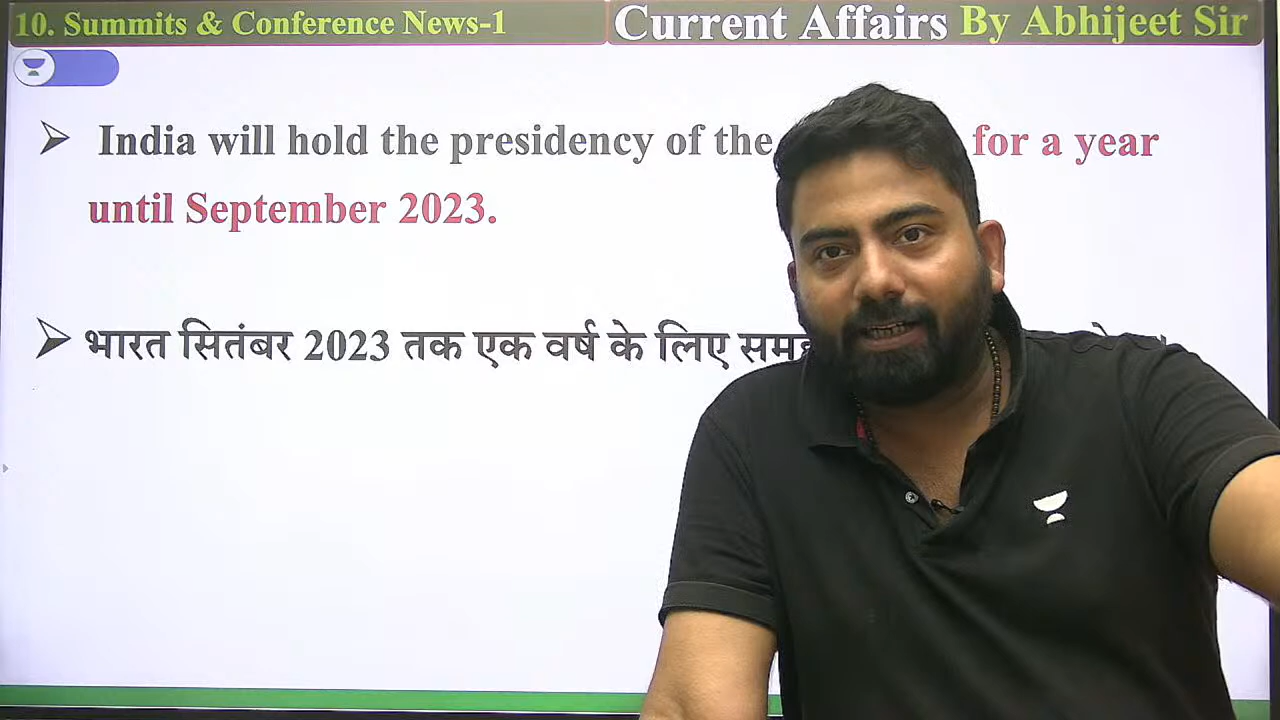 10. Summits & Conference News-1
Current Affairs By Abhijeet Sir
India will hold the presidency of the for a year
until September 2023.
भारत सितंबर 2023 तक एक वर्ष के लिए